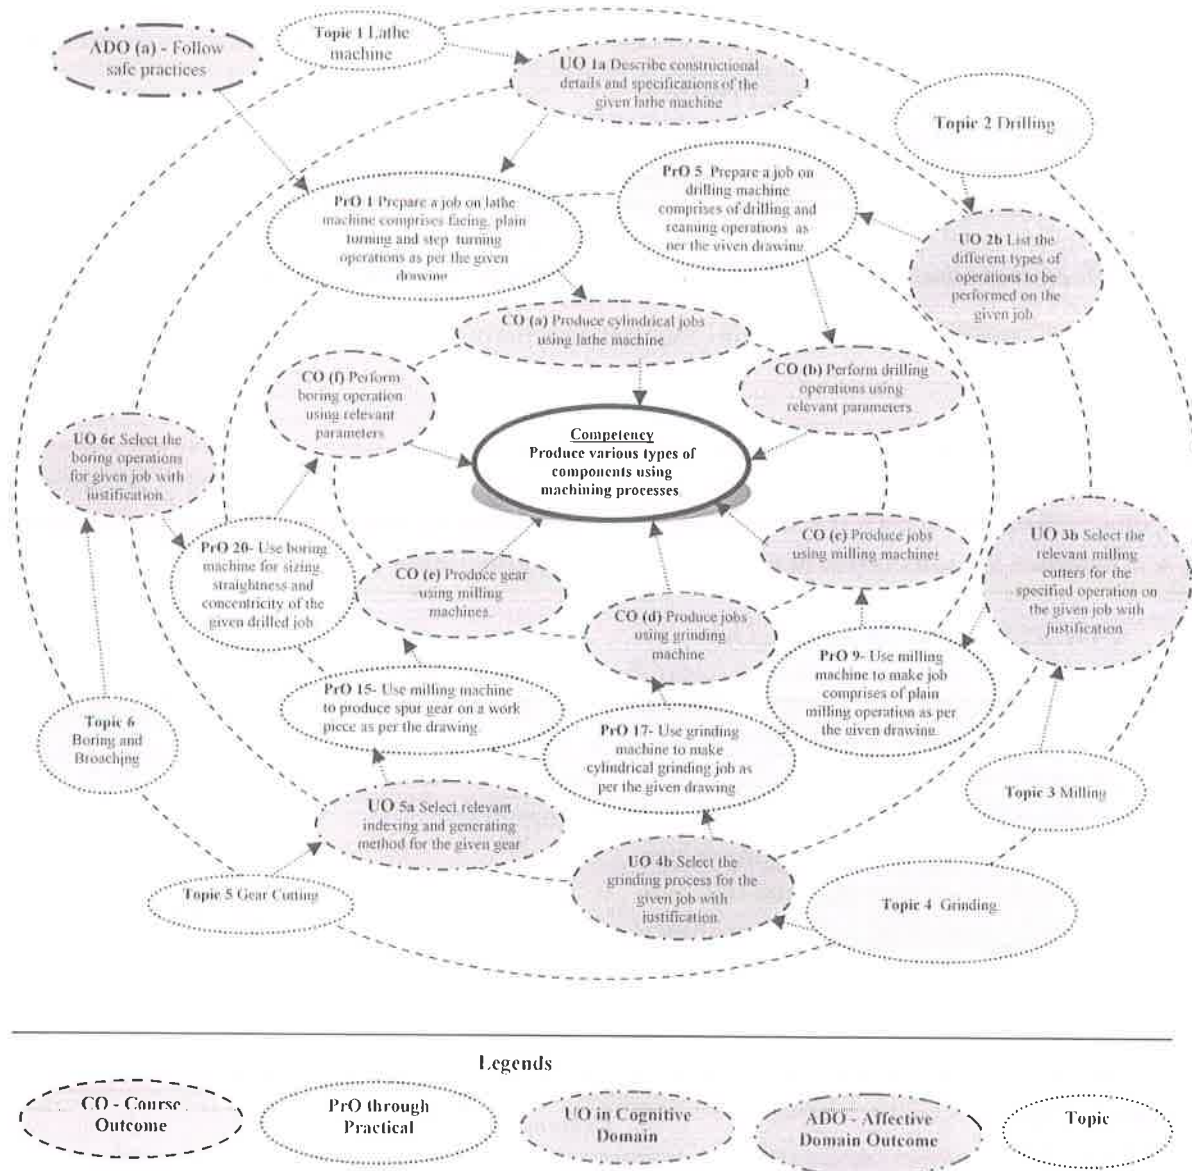 ADO (a) - Follow
safe practices
Topic 1 Lathe
machine
UO 1a Describe constructional
details and specifications of the
given lathe machine
Topic 2 Drilling
PrO 1 Prepare a job on lathe
machine comprises facing, plain
turning and step turning
operations as per the given
drawing
PrO 5 Prepare a job on
drilling machine
comprises of drilling and
reaming operations as
per the given drawing
UO 2b List the
different types of
operations to be
performed on the
given job
CO (a) Produce cylindrical jobs
using lathe machine
CO (f) Perform
boring operation
using relevant
parameters
CO (b) Perform drilling
operations using
relevant parameters
Competency
Produce various types of
components using
machining processes
UO 6c Select the
boring operations
for given job with
justification
PrO 20- Use boring
machine for sizing
straightness and
concentricity of the
given drilled job
CO (e) Produce gear
using milling
machines
CO (c) Produce jobs
using milling machines
UO 3b Select the
relevant milling
cutters for the
specified operation on
the given job with
justification
CO (d) Produce jobs
using grinding
machine
PrO 9- Use milling
machine to make job
comprises of plain
milling operation as per
the given drawing
PrO 15- Use milling machine
to produce spur gear on a work
piece as per the drawing
PrO 17- Use grinding
machine to make
cylindrical grinding job as
per the given drawing
Topic 6
Boring and
Broaching
Topic 3 Milling
UO 5a Select relevant
indexing and generating
method for the given gear
UO 4b Select the
grinding process for the
given job with
justification
Topic 5 Gear Cutting
Topic 4 Grinding
Legends
CO - Course
Outcome
PrO through
Practical
UO in Cognitive
Domain
ADO - Affective
Domain Outcome
Topic